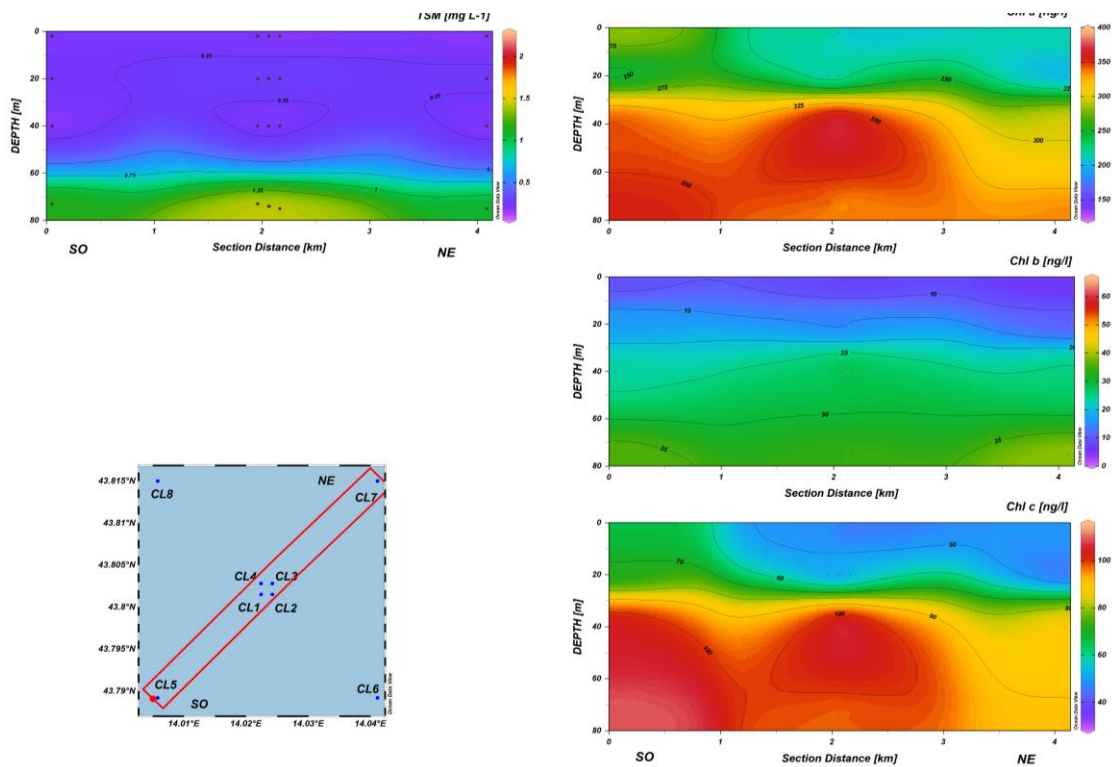 TSM [mg L-1]
DEPTH [m]
0
20
40
60
80
0.25
0.25
0.25
0.75
1.25
1
0 1 2 3 4
SO Section Distance [km] NE
2
1.5
1
0.5
Ocean Data View
Chl a [ng/l]
DEPTH [m]
0
20
40
60
80
75
250
250
275
325
350
300
350
0 1 2 3 4
Section Distance [km]
400
350
300
250
200
150
Ocean Data View
Chl b [ng/l]
DEPTH [m]
0
20
40
60
80
10
15
20
30
35
35
0 1 2 3 4
Section Distance [km]
60
50
40
30
20
10
0
Ocean Data View
Chl c [ng/l]
DEPTH [m]
0
20
40
60
80
50
70
60
100
90
100
0 1 2 3 4
SO Section Distance [km] NE
100
80
60
40
Ocean Data View
43.815°N
43.81°N
43.805°N
43.8°N
43.795°N
43.79°N
NE
CL8 CL7
CL4 CL3
CL1 CL2
CL5 CL6
SO
14.01°E 14.02°E 14.03°E 14.04°E
Ocean Data View